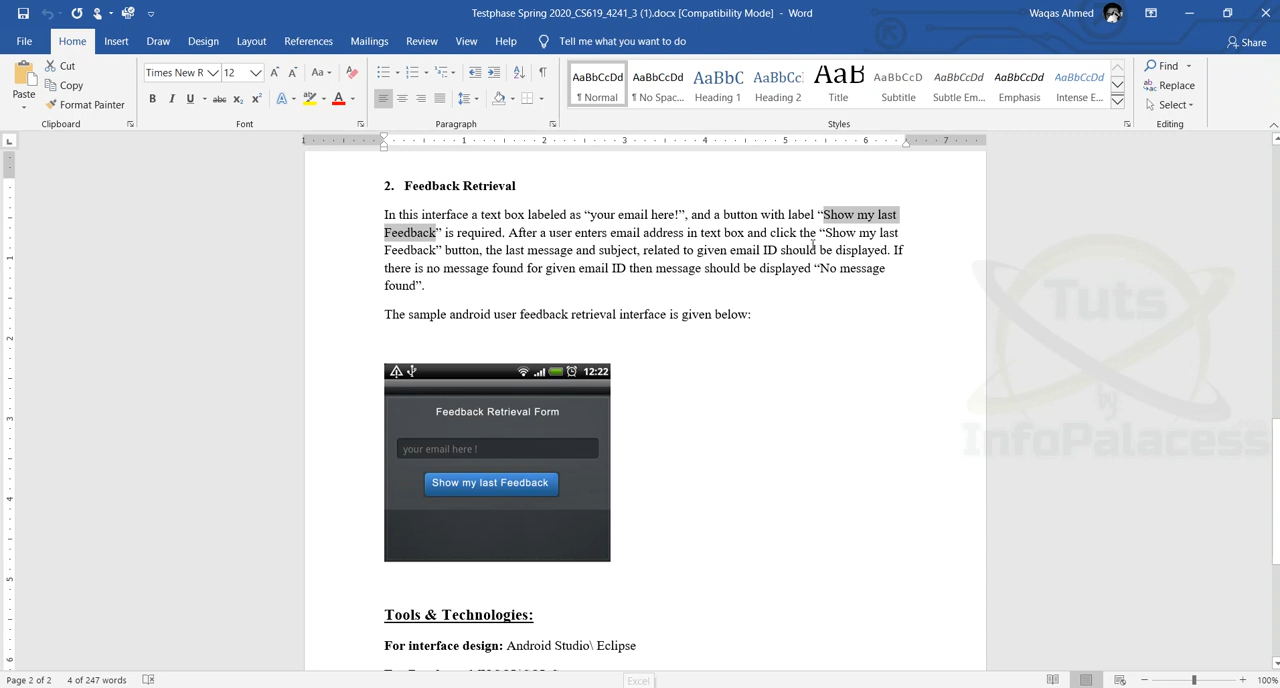 Testphase Spring 2020_CS619_4241_3 (1).docx [Compatibility Mode] - Word
Waqas Ahmed
File Home Insert Draw Design Layout References Mailings Review View Help Tell me what you want to do
Share
Paste
Cut
Copy
Format Painter
Clipboard
Times New R 12
Font
Paragraph
AaBbCcDd AaBbCcDd AaBbC AaBbCc AaB AaBbCcD AaBbCcDd AaBbCcDd AaBbCcDd
¶ Normal ¶ No Spac... Heading 1 Heading 2 Title Subtitle Subtle Em... Emphasis Intense E...
Styles
Find
Replace
Select
Editing
2. Feedback Retrieval
In this interface a text box labeled as “your email here!”, and a button with label “Show my last
Feedback” is required. After a user enters email address in text box and click the “Show my last
Feedback” button, the last message and subject, related to given email ID should be displayed. If
there is no message found for given email ID then message should be displayed “No message
found”.
The sample android user feedback retrieval interface is given below:
12:22
Feedback Retrieval Form
your email here !
Show my last Feedback
Tools & Technologies:
For interface design: Android Studio\ Eclipse
Tuts
by
InfoPalacess
Page 2 of 2 4 of 247 words
Excel
100%